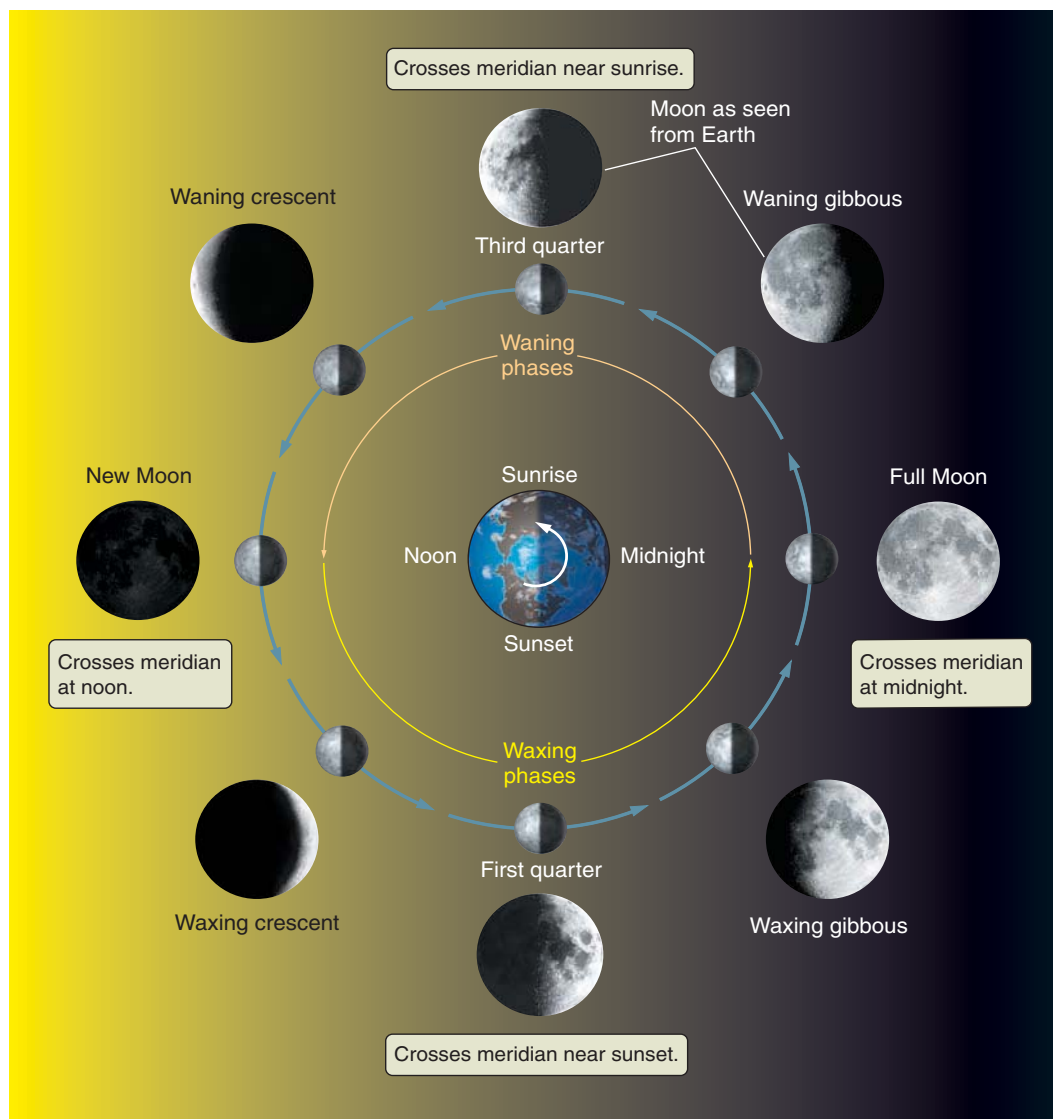 Crosses meridian near sunrise.
Moon as seen
from Earth
Waning crescent
Waning gibbous
Third quarter
Waning
phases
New Moon
Sunrise
Full Moon
Noon
Midnight
Sunset
Crosses meridian
at noon.
Crosses meridian
at midnight.
Waxing
phases
First quarter
Waxing crescent
Waxing gibbous
Crosses meridian near sunset.